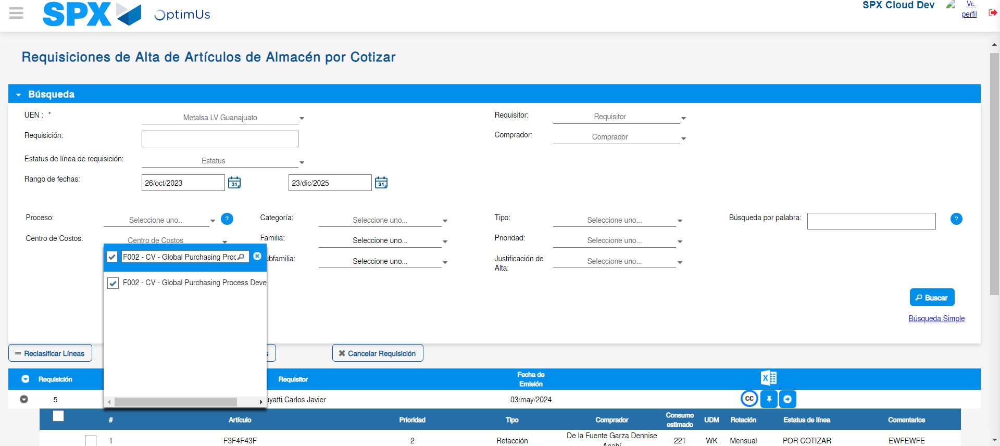 SPX OptimUs
SPX Cloud Dev
Ve
perfil
Requisiciones de Alta de Artículos de Almacén por Cotizar
Búsqueda
UEN : * Metalsa LV Guanajuato Requisitor: Requisitor
Requisición: Comprador: Comprador
Estatus de línea de requisición: Estatus
Rango de fechas: 26/oct/2023 31 23/dic/2025 31
Proceso: Seleccione uno... ? Categoría: Seleccione uno... Tipo: Seleccione uno... Búsqueda por palabra: ?
Centro de Costos: Centro de Costos Familia: Seleccione uno... Prioridad: Seleccione uno...
F002 - CV - Global Purchasing Proc ubfamilia: Seleccione uno... Justificación de
Alta: Seleccione uno...
F002 - CV - Global Purchasing Process Deve
Buscar
Búsqueda Simple
Reclasificar Líneas s Cancelar Requisición
Requisición Requisitor Fecha de
Emisión X
5 uyatti Carlos Javier 03/may/2024 CC
# Artículo Prioridad Tipo Comprador Consumo
estimado UDM Rotación Estatus de línea Comentarios
1 F3F4F43F 2 Refacción De la Fuente Garza Dennise
Anahí 221 WK Mensual POR COTIZAR EWFEWFE